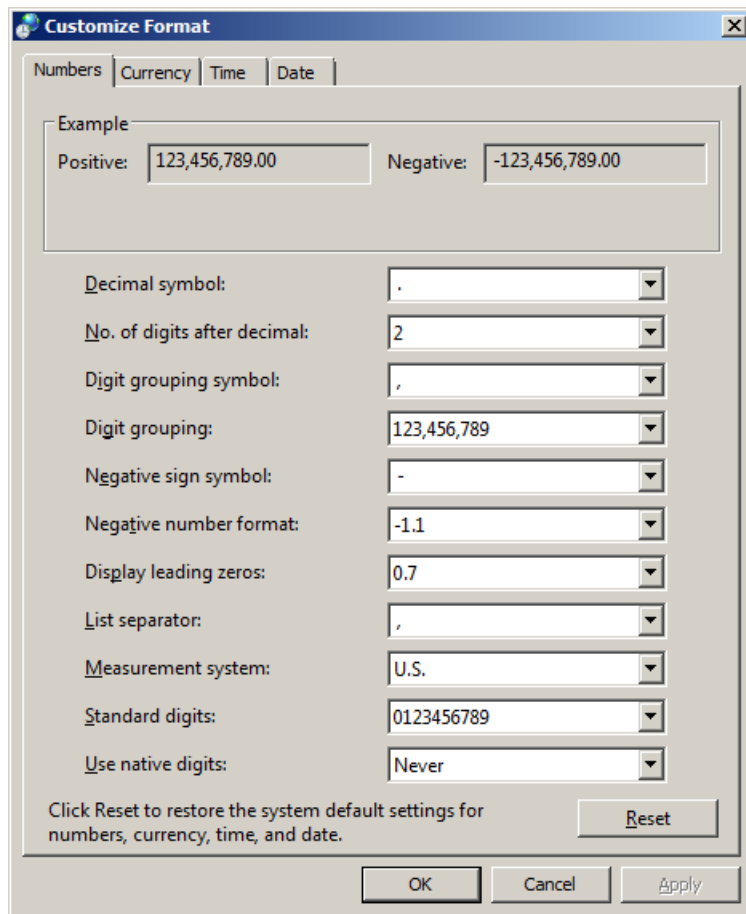 Customize Format
Numbers Currency Time Date
Example
Positive: 123,456,789.00 Negative: -123,456,789.00
Decimal symbol: .
No. of digits after decimal: 2
Digit grouping symbol: ,
Digit grouping: 123,456,789
Negative sign symbol: -
Negative number format: -1.1
Display leading zeros: 0.7
List separator: ,
Measurement system: U.S.
Standard digits: 0123456789
Use native digits: Never
Click Reset to restore the system default settings for
numbers, currency, time, and date.
Reset
OK Cancel Apply